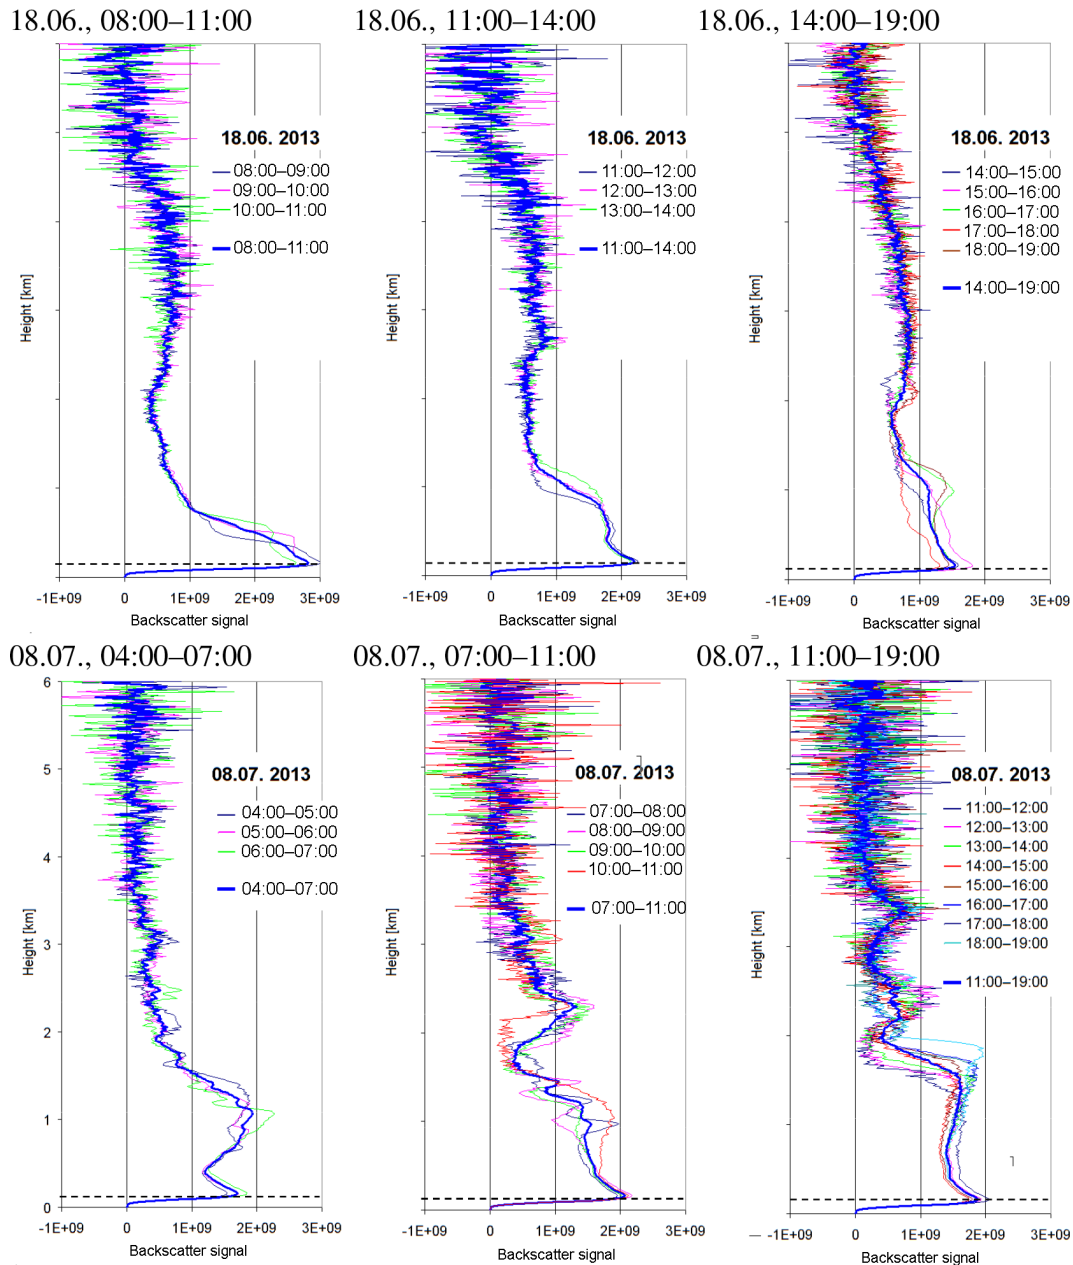 18.06., 08:00–11:00
18.06., 11:00–14:00
18.06., 14:00–19:00
18.06. 2013
08:00–09:00
09:00–10:00
10:00–11:00
08:00–11:00
Height [km]
-1E+09 0 1E+09 2E+09 3E+09
Backscatter signal
18.06. 2013
11:00–12:00
12:00–13:00
13:00–14:00
11:00–14:00
Height [km]
-1E+09 0 1E+09 2E+09 3E+09
Backscatter signal
18.06. 2013
14:00–15:00
15:00–16:00
16:00–17:00
17:00–18:00
18:00–19:00
14:00–19:00
Height [km]
-1E+09 0 1E+09 2E+09 3E+09
Backscatter signal
08.07., 04:00–07:00
08.07., 07:00–11:00
08.07., 11:00–19:00
6
5
4
3
2
1
0
08.07. 2013
04:00–05:00
05:00–06:00
06:00–07:00
04:00–07:00
Height [km]
-1E+09 0 1E+09 2E+09 3E+09
Backscatter signal
08.07. 2013
07:00–08:00
08:00–09:00
09:00–10:00
10:00–11:00
07:00–11:00
Height [km]
-1E+09 0 1E+09 2E+09 3E+09
Backscatter signal
08.07. 2013
11:00–12:00
12:00–13:00
13:00–14:00
14:00–15:00
15:00–16:00
16:00–17:00
17:00–18:00
18:00–19:00
11:00–19:00
Height [km]
-1E+09 0 1E+09 2E+09 3E+09
Backscatter signal